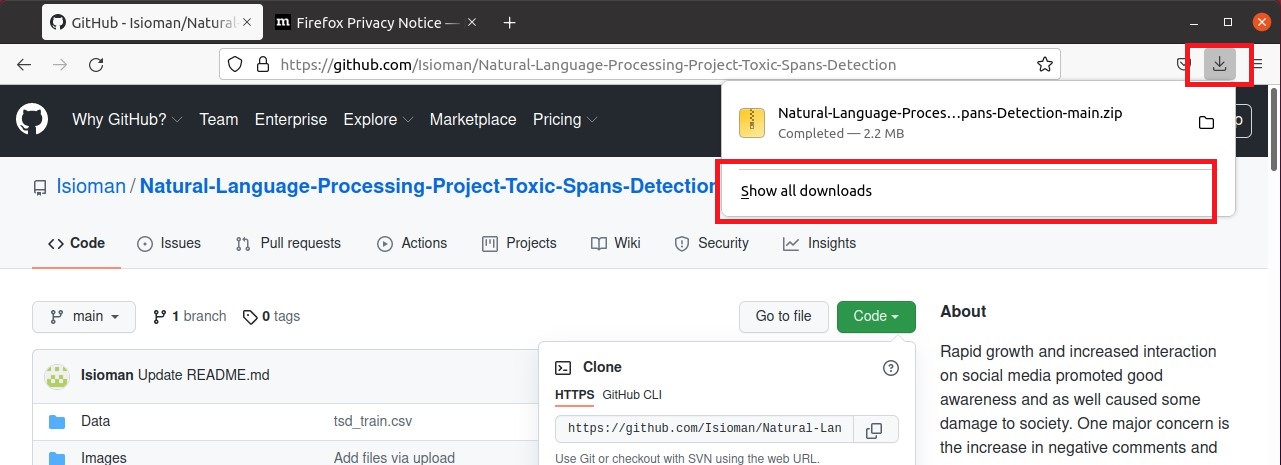 GitHub - Isioman/Natural-
Firefox Privacy Notice —
https://github.com/Isioman/Natural-Language-Processing-Project-Toxic-Spans-Detection
Natural-Language-Proces…pans-Detection-main.zip
Completed — 2.2 MB
Show all downloads
Why GitHub?
Team
Enterprise
Explore
Marketplace
Pricing
Isioman / Natural-Language-Processing-Project-Toxic-Spans-Detection
Code
Issues
Pull requests
Actions
Projects
Wiki
Security
Insights
main
1 branch
0 tags
Go to file
Code
Isioman Update README.md
Data
tsd_train.csv
Images
Add files via upload
Clone
HTTPS
GitHub CLI
https://github.com/Isioman/Natural-Lan
Use Git or checkout with SVN using the web URL.
About
Rapid growth and increased interaction
on social media promoted good
awareness and as well caused some
damage to society. One major concern is
the increase in negative comments and